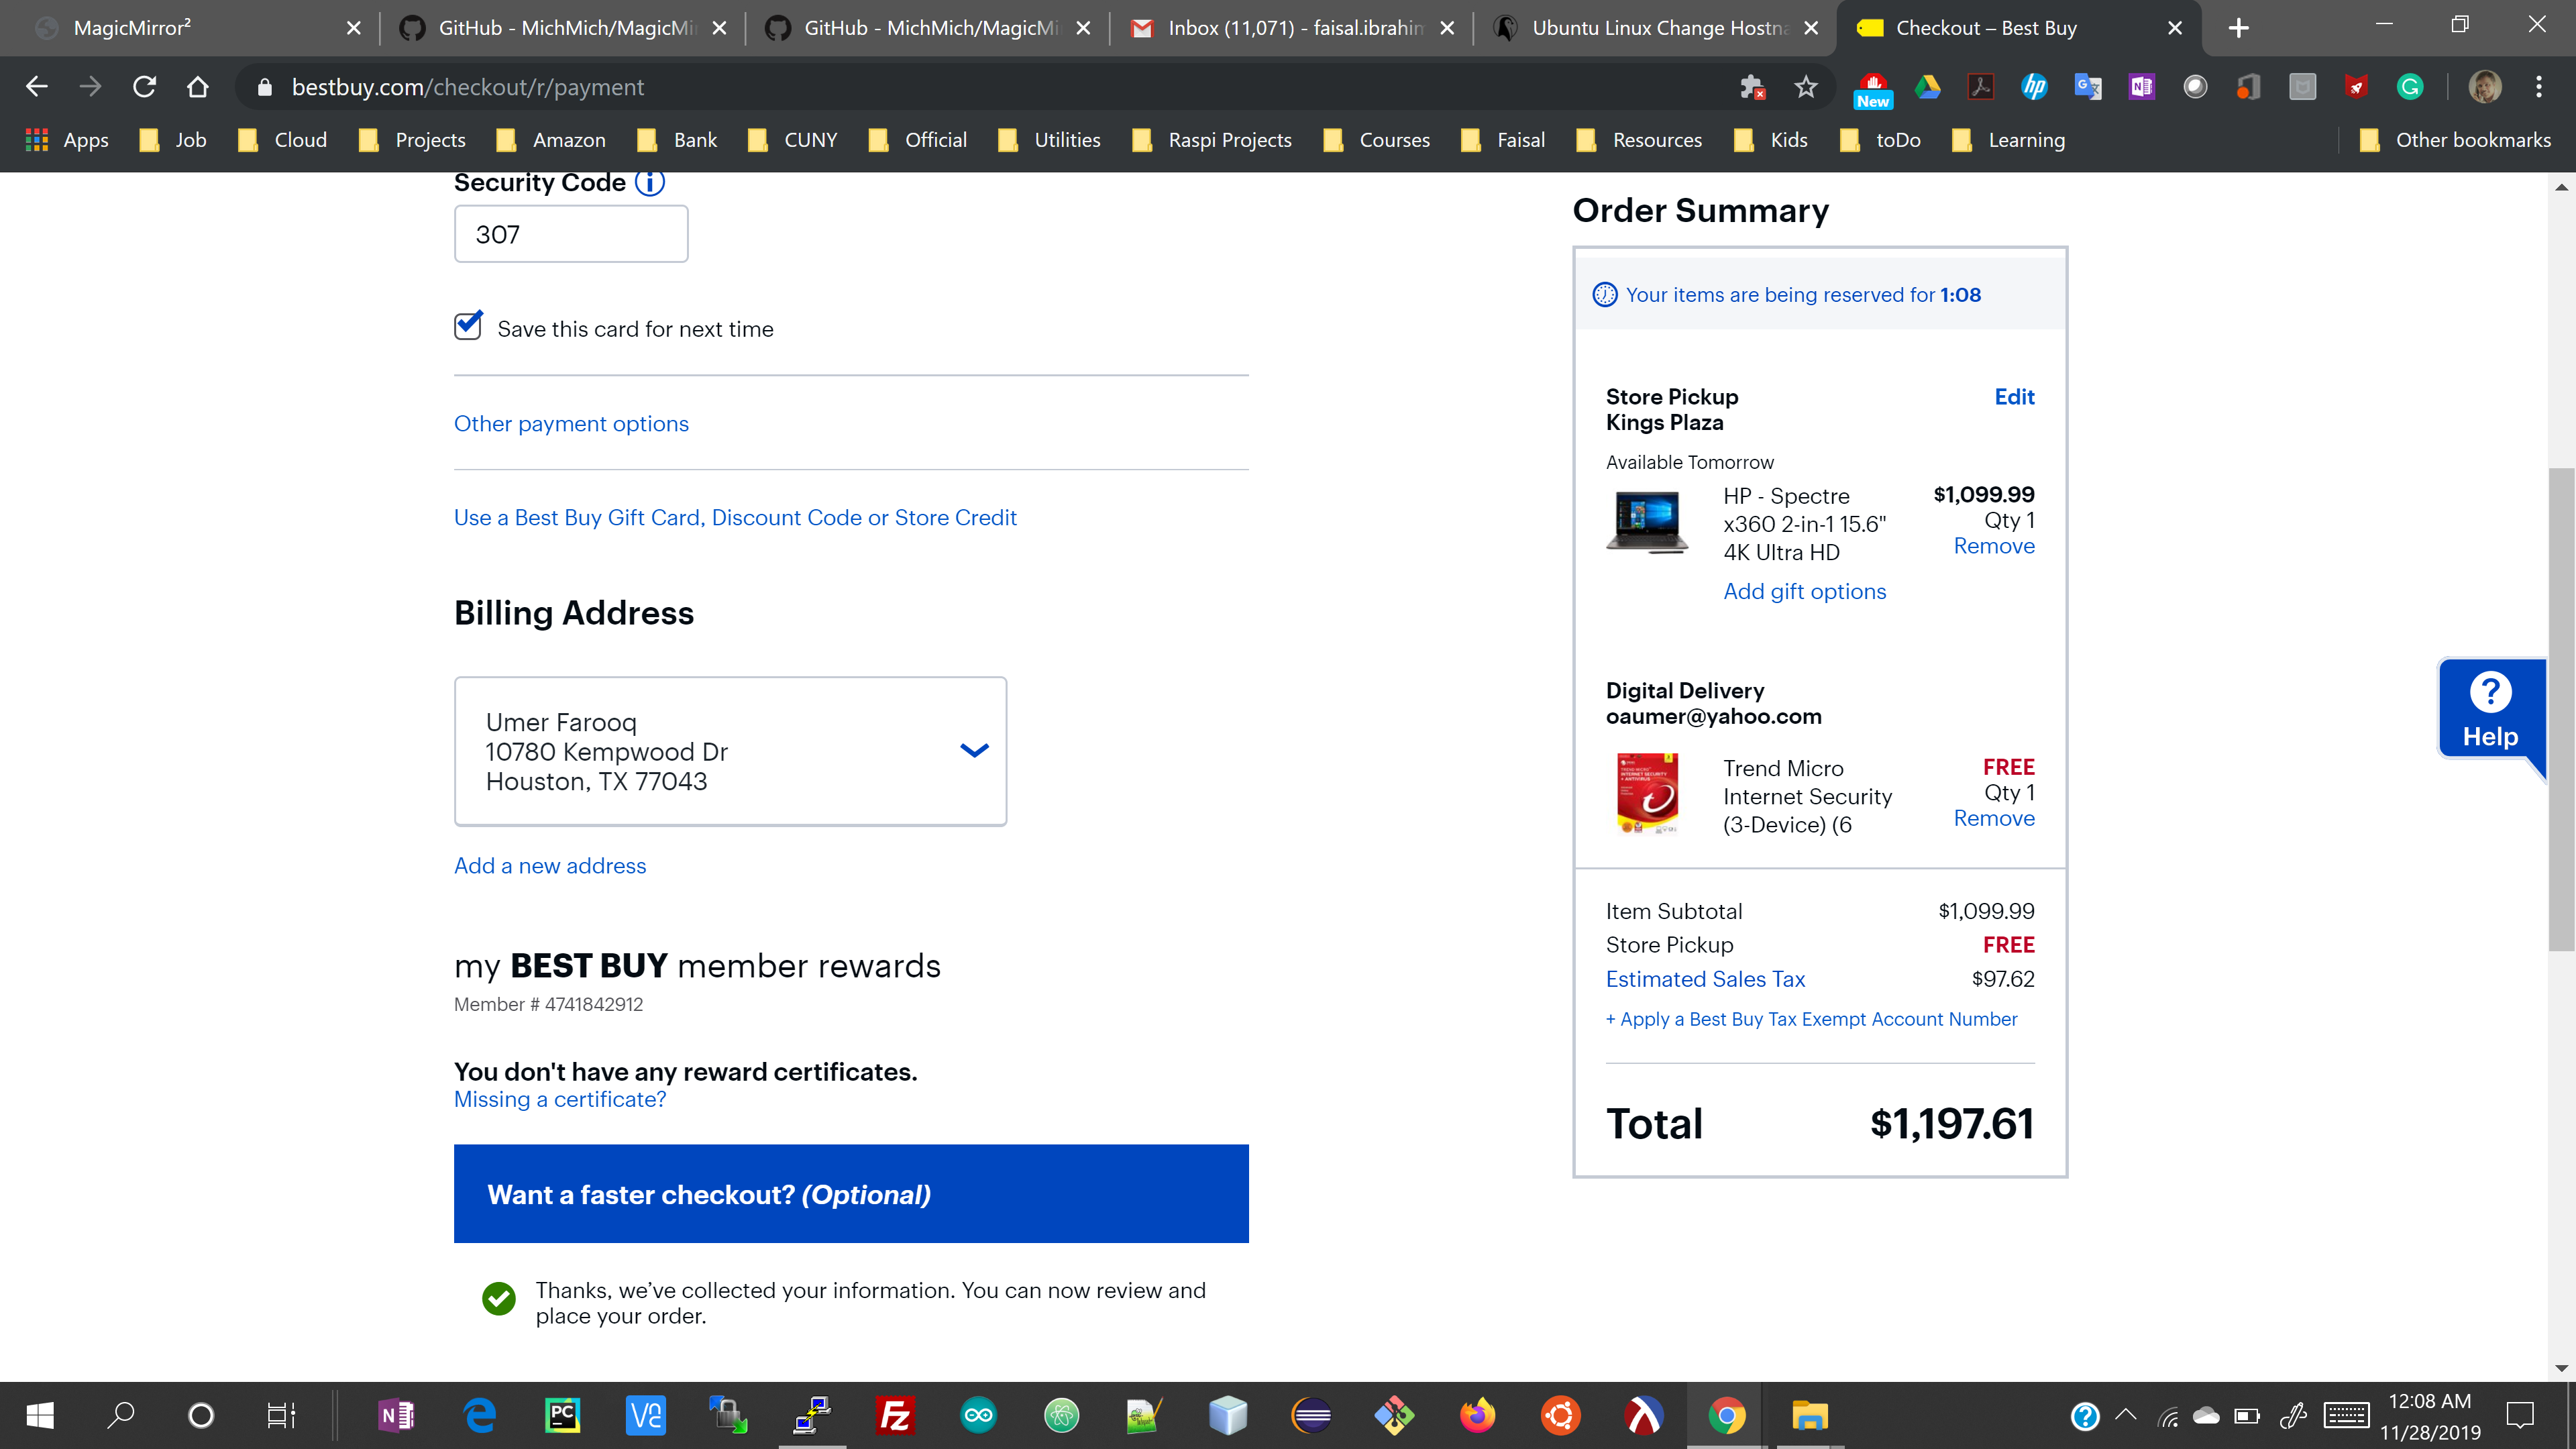 MagicMirror²
GitHub - MichMich/MagicMi
GitHub - MichMich/MagicMi
Inbox (11,071) - faisal.ibrahim
Ubuntu Linux Change Hostna
Checkout – Best Buy
bestbuy.com/checkout/r/payment
New
Apps
Job
Cloud
Projects
Amazon
Bank
CUNY
Official
Utilities
Raspi Projects
Courses
Faisal
Resources
Kids
toDo
Learning
Other bookmarks
Security Code
307
Save this card for next time
Other payment options
Use a Best Buy Gift Card, Discount Code or Store Credit
Billing Address
Umer Farooq
10780 Kempwood Dr
Houston, TX 77043
Add a new address
my BEST BUY member rewards
Member # 4741842912
You don't have any reward certificates.
Missing a certificate?
Want a faster checkout? (Optional)
Thanks, we’ve collected your information. You can now review and
place your order.
Order Summary
Your items are being reserved for 1:08
Store Pickup Edit
Kings Plaza
Available Tomorrow
HP - Spectre $1,099.99
x360 2-in-1 15.6" Qty 1
4K Ultra HD Remove
Add gift options
Digital Delivery
oaumer@yahoo.com
Trend Micro FREE
Internet Security Qty 1
(3-Device) (6 Remove
Item Subtotal $1,099.99
Store Pickup FREE
Estimated Sales Tax $97.62
+ Apply a Best Buy Tax Exempt Account Number
Total $1,197.61
Help
12:08 AM
11/28/2019